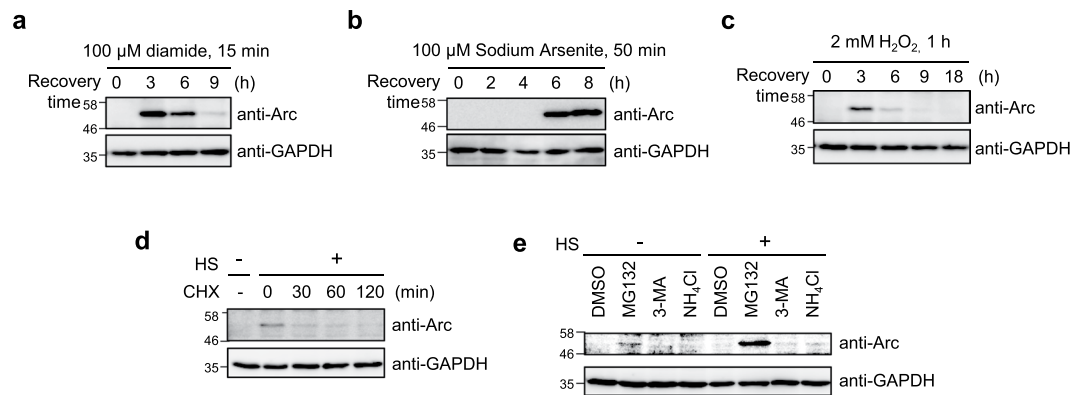 a
100 µM diamide, 15 min
Recovery time
0 3 6 9 (h)
58
46
anti-Arc
35
anti-GAPDH
b
100 µM Sodium Arsenite, 50 min
Recovery time
0 2 4 6 8 (h)
58
46
anti-Arc
35
anti-GAPDH
c
2 mM H₂O₂, 1 h
Recovery time
0 3 6 9 18 (h)
58
46
anti-Arc
35
anti-GAPDH
d
HS - +
CHX - 0 30 60 120 (min)
58
46
anti-Arc
35
anti-GAPDH
e
HS - +
DMSO MG132 3-MA NH₄Cl DMSO MG132 3-MA NH₄Cl
58
46
anti-Arc
35
anti-GAPDH